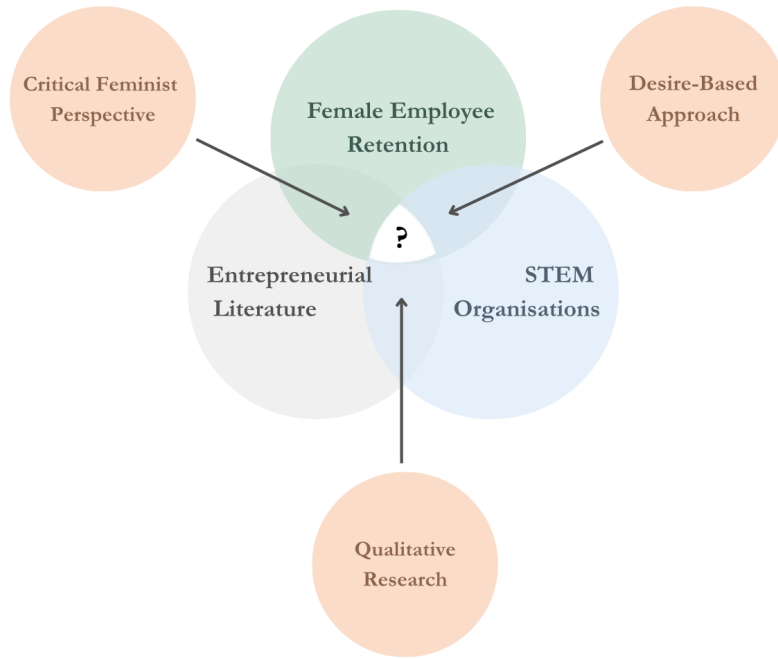 Critical Feminist
Perspective
Female Employee
Retention
Desire-Based
Approach
?
Entrepreneurial
Literature
STEM
Organisations
Qualitative
Research